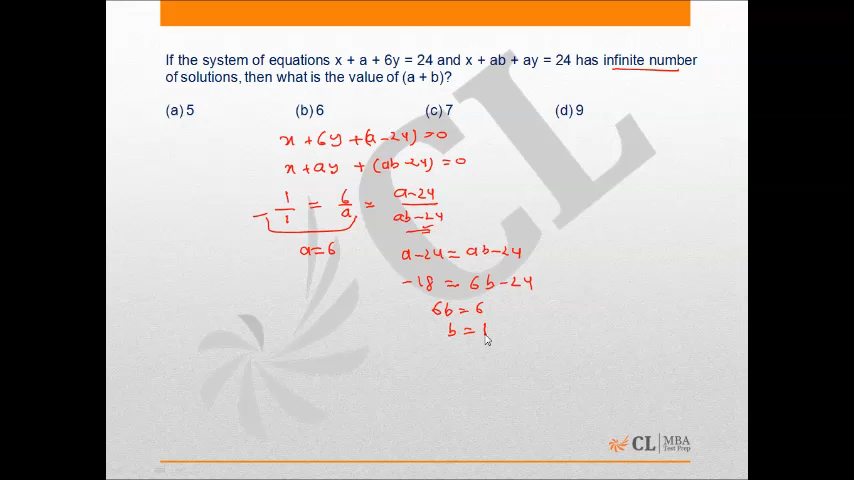 If the system of equations x + a + 6y = 24 and x + ab + ay = 24 has infinite number
of solutions, then what is the value of (a + b)?
(a) 5 (b) 6 (c) 7 (d) 9
x + 6y + (a - 24) = 0
x + ay + (ab - 24) = 0
1/1 = 6/a = a-24/ab-24
a = 6
a - 24 = ab - 24
-18 = 6b - 24
6b = 6
b = 1
CL
CL MBA
Test Prep